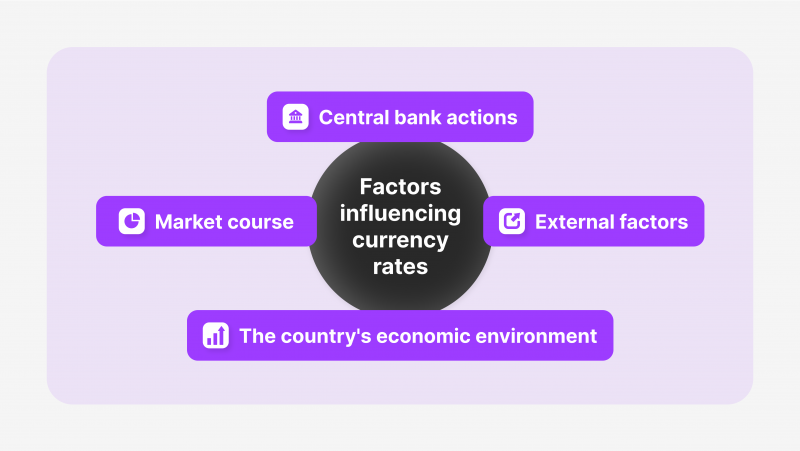 Central bank actions
Factors
influencing
currency
rates
Market course
External factors
The country's economic environment